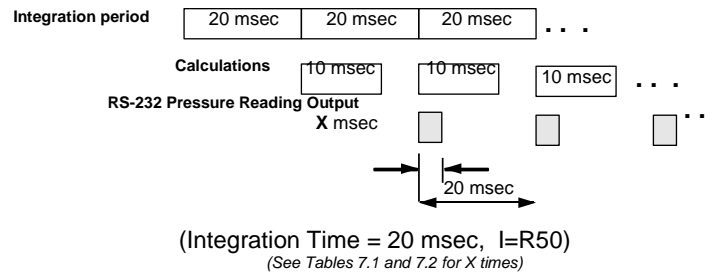 Integration period 20 msec 20 msec 20 msec . . .
Calculations 10 msec 10 msec 10 msec . . .
RS-232 Pressure Reading Output
X msec . .
20 msec
(Integration Time = 20 msec, I=R50)
(See Tables 7.1 and 7.2 for X times)